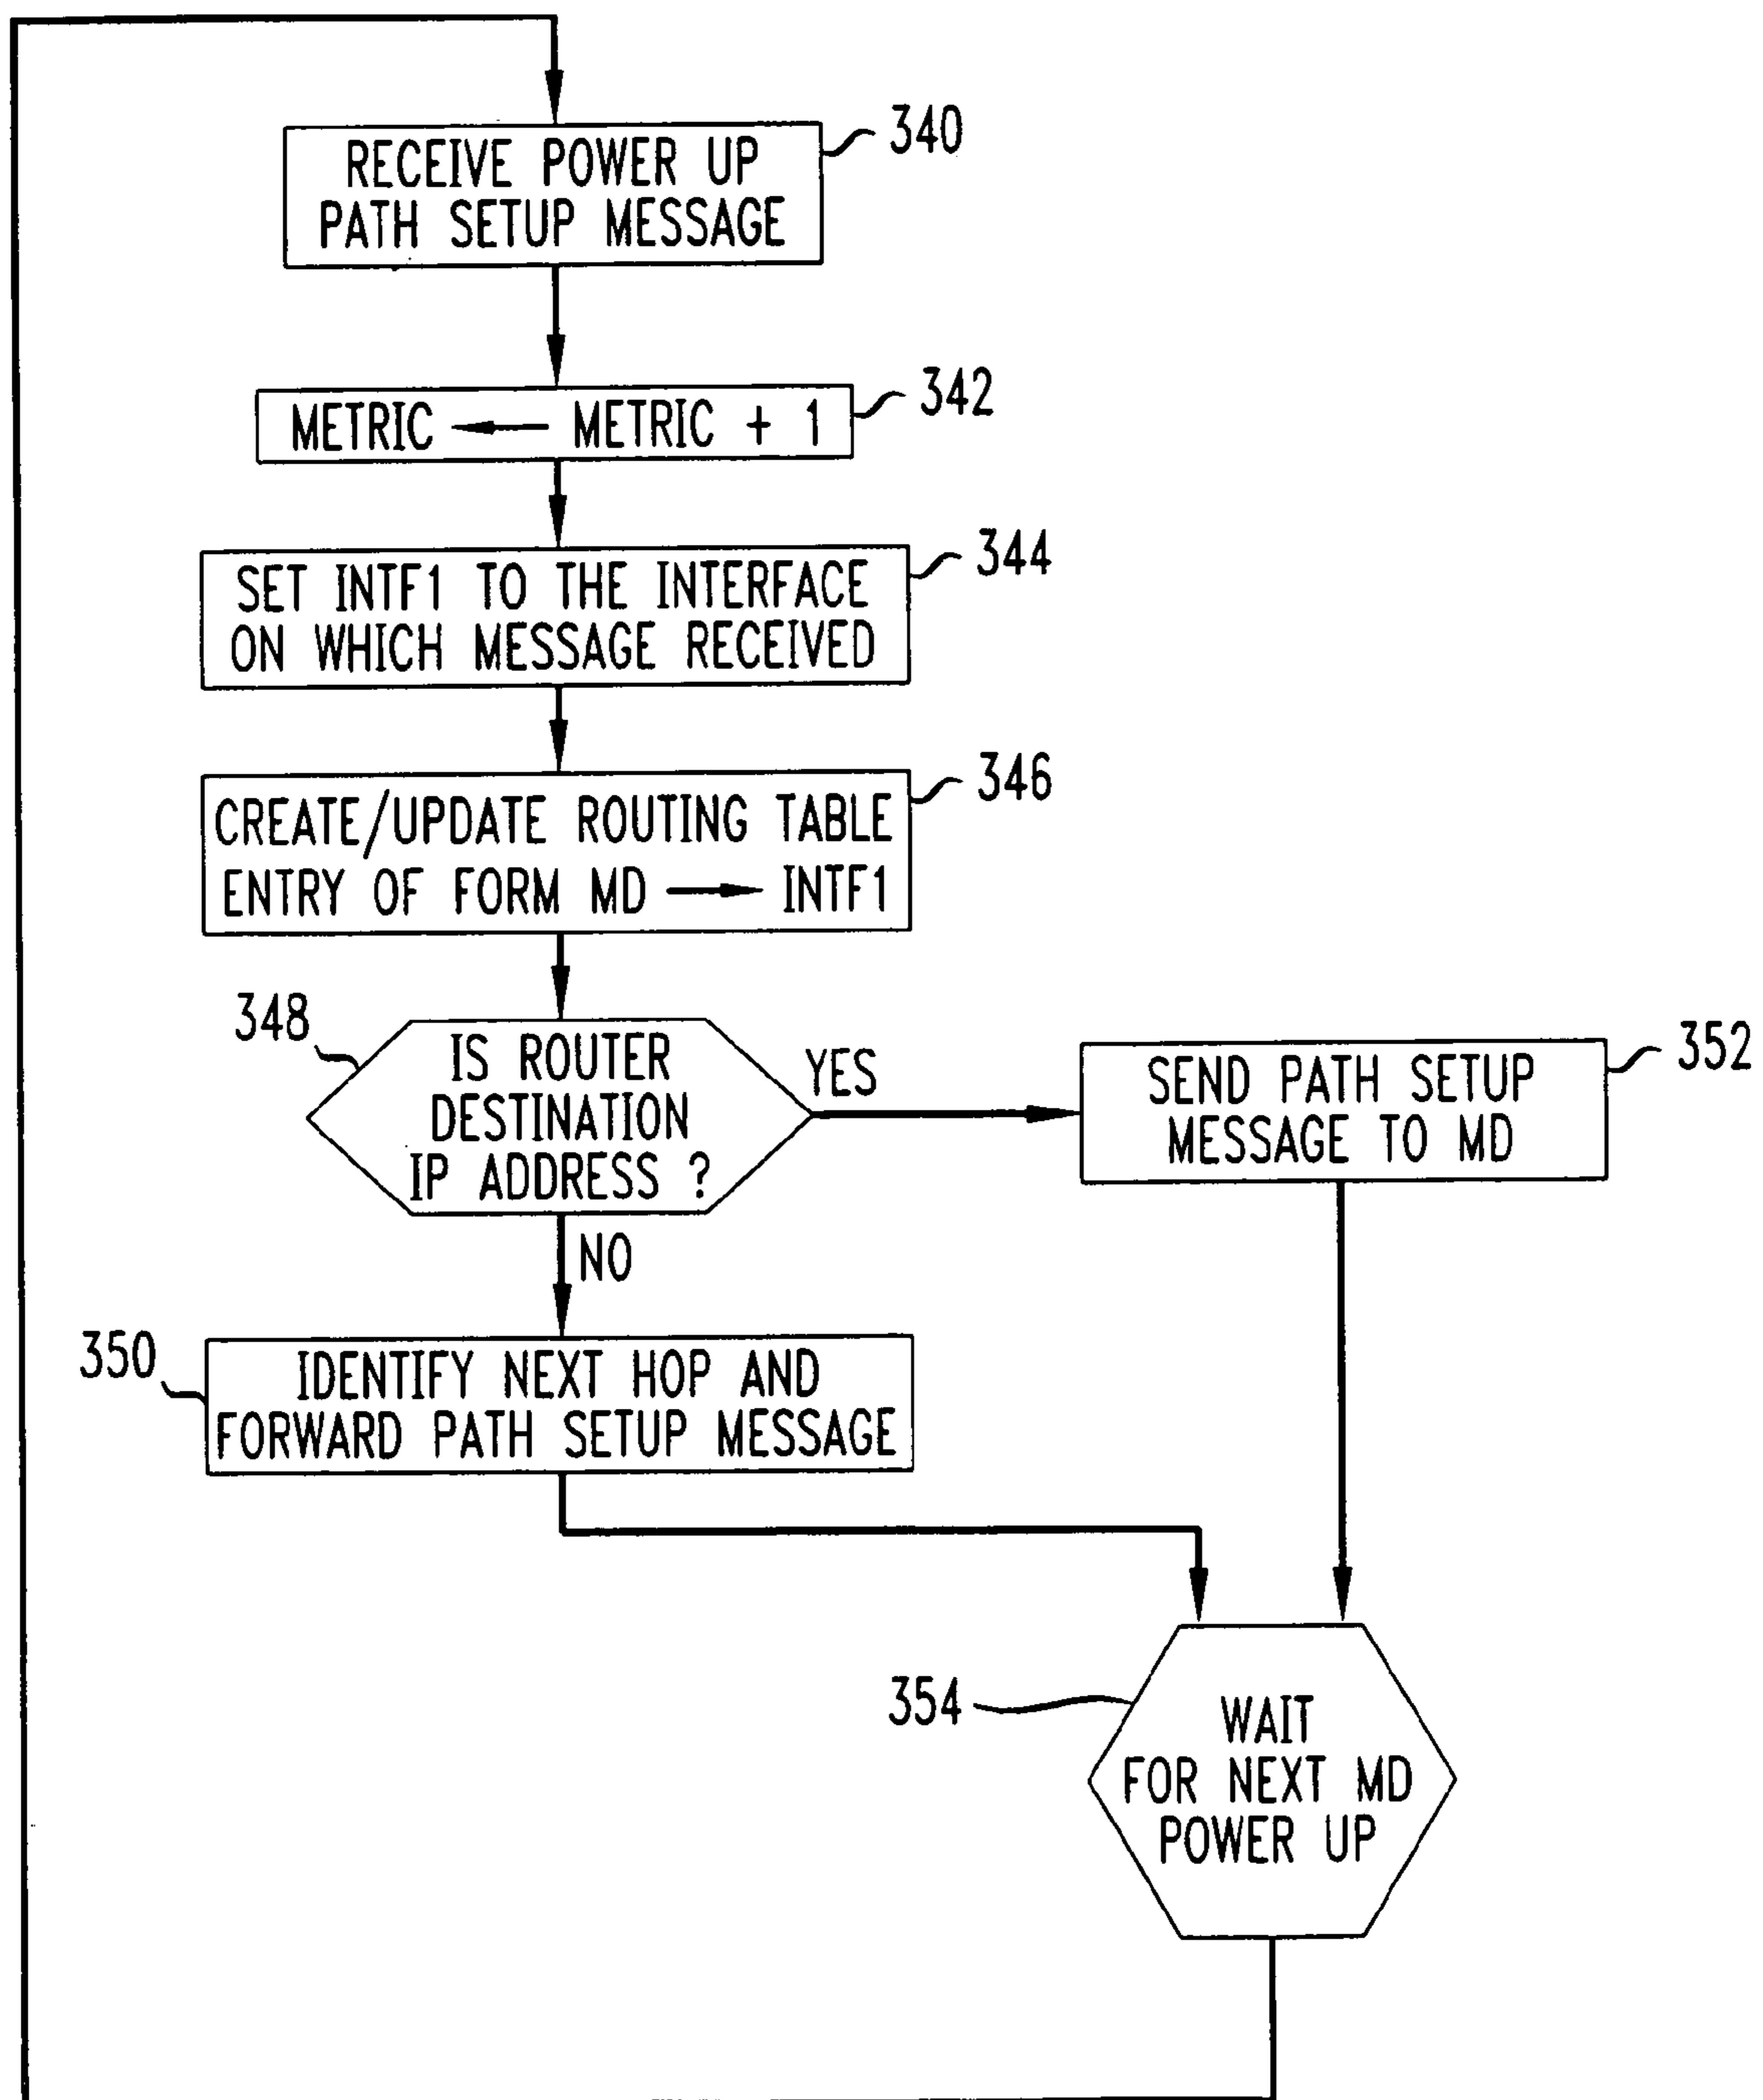 RECEIVE POWER UP
PATH SETUP MESSAGE
340
METRIC ← METRIC + 1
342
SET INTF1 TO THE INTERFACE
ON WHICH MESSAGE RECEIVED
344
CREATE/UPDATE ROUTING TABLE
ENTRY OF FORM MD → INTF1
346
348
IS ROUTER
DESTINATION
IP ADDRESS ?
YES
SEND PATH SETUP
MESSAGE TO MD
352
NO
350
IDENTIFY NEXT HOP AND
FORWARD PATH SETUP MESSAGE
354
WAIT
FOR NEXT MD
POWER UP